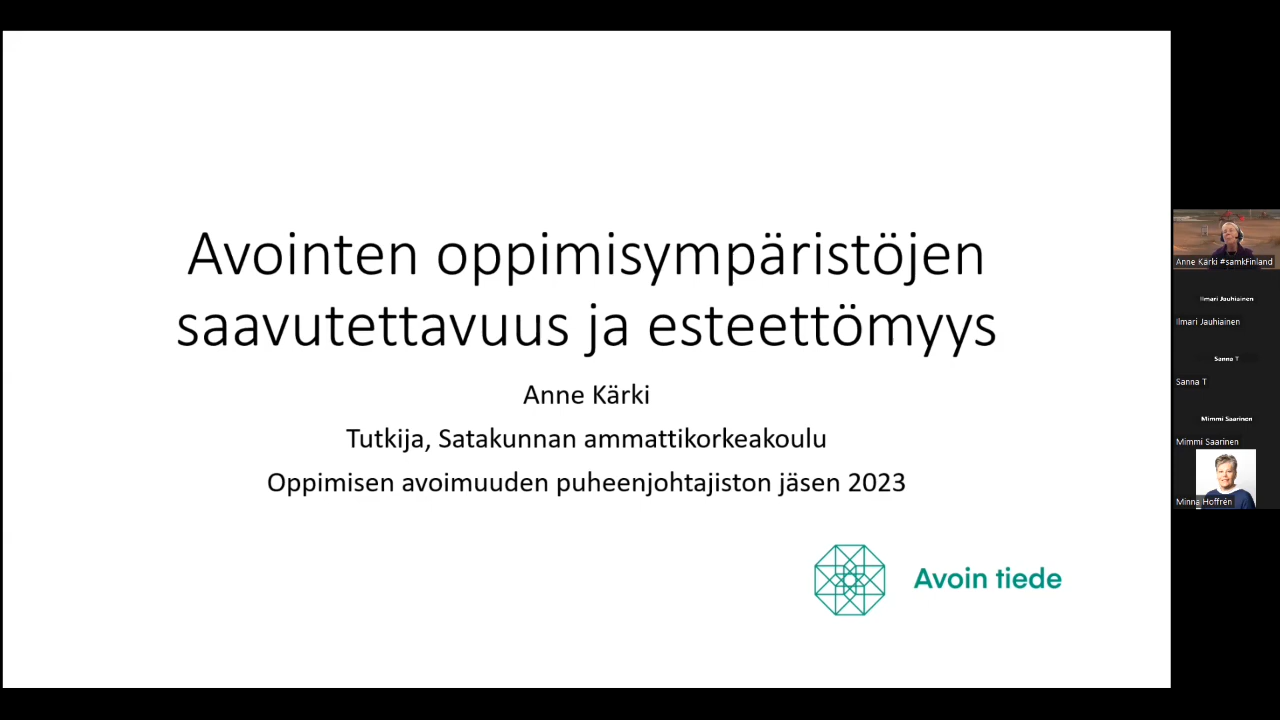 Avointen oppimisympäristöjen
saavutettavuus ja esteettömyys
Anne Kärki
Tutkija, Satakunnan ammattikorkeakoulu
Oppimisen avoimuuden puheenjohtajiston jäsen 2023
Avoin tiede
Anne Kärki #samkFinland
Ilmari Jauhiainen
Ilmari Jauhiainen
Sanna T
Sanna T
Mimmi Saarinen
Mimmi Saarinen
Minna Hoffrén